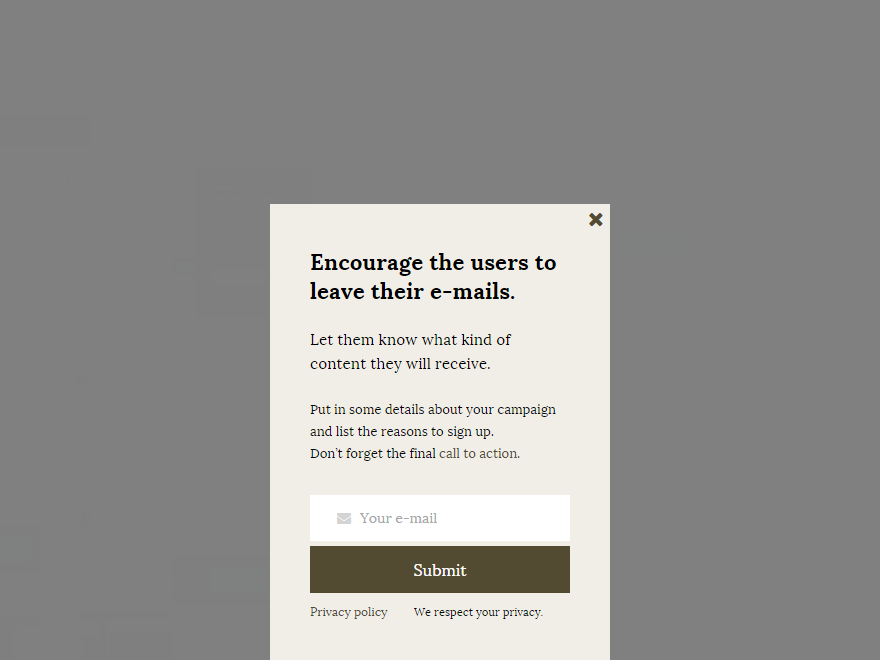 Encourage the users to
leave their e-mails.
Let them know what kind of
content they will receive.
Put in some details about your campaign
and list the reasons to sign up.
Don't forget the final call to action.
Your e-mail
Submit
Privacy policy We respect your privacy.